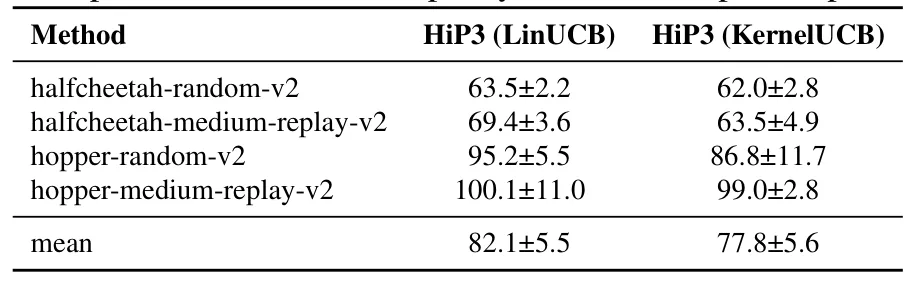 Method HiP3 (LinUCB) HiP3 (KernelUCB)
halfcheetah-random-v2 63.5±2.2 62.0±2.8
halfcheetah-medium-replay-v2 69.4±3.6 63.5±4.9
hopper-random-v2 95.2±5.5 86.8±11.7
hopper-medium-replay-v2 100.1±11.0 99.0±2.8
mean 82.1±5.5 77.8±5.6